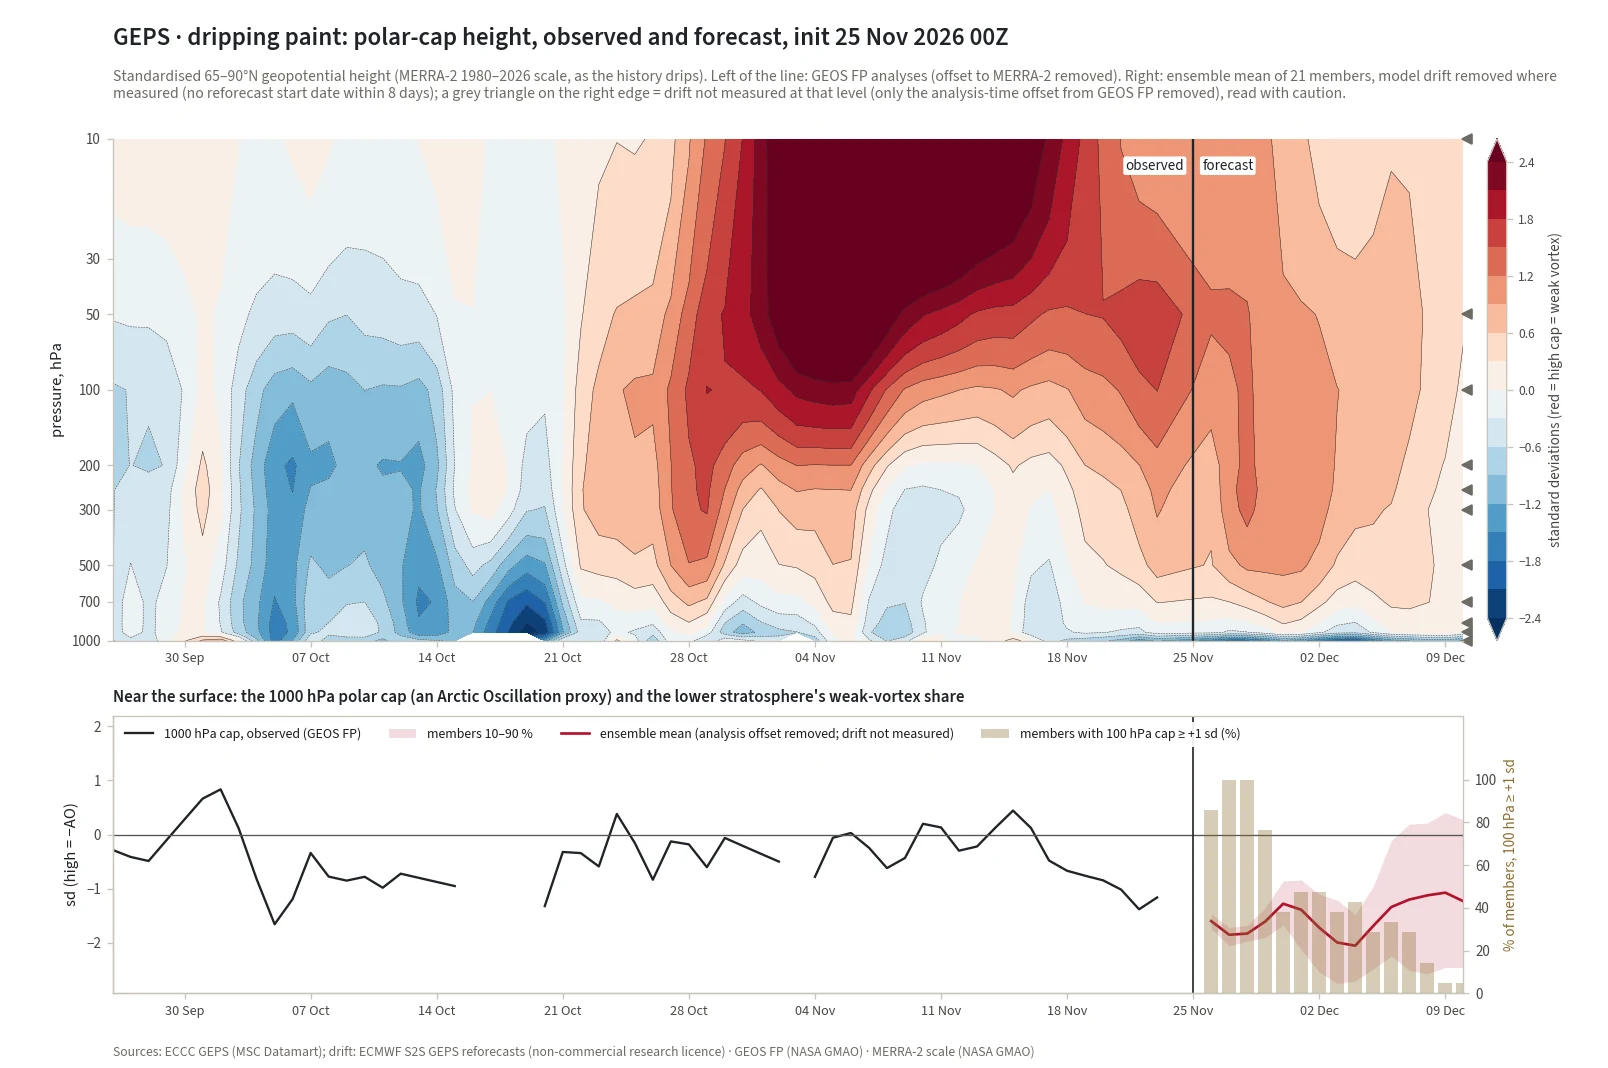 GEPS · dripping paint: polar-cap height, observed and forecast, init 25 Nov 2026 00Z
Standardised 65–90°N geopotential height (MERRA-2 1980–2026 scale, as the history drips). Left of the line: GEOS FP analyses (offset to MERRA-2 removed). Right: ensemble mean of 21 members, model drift removed where
measured (no reforecast start date within 8 days); a grey triangle on the right edge = drift not measured at that level (only the analysis-time offset from GEOS FP removed), read with caution.
observed
forecast
pressure, hPa
10
30
50
100
200
300
500
700
1000
30 Sep
07 Oct
14 Oct
21 Oct
28 Oct
04 Nov
11 Nov
18 Nov
25 Nov
02 Dec
09 Dec
2.4
1.8
1.2
0.6
0.0
−0.6
−1.2
−1.8
−2.4
standard deviations (red = high cap = weak vortex)
Near the surface: the 1000 hPa polar cap (an Arctic Oscillation proxy) and the lower stratosphere's weak-vortex share
1000 hPa cap, observed (GEOS FP)
members 10–90 %
ensemble mean (analysis offset removed; drift not measured)
members with 100 hPa cap ≥ +1 sd (%)
sd (high = −AO)
2
1
0
−1
−2
100
80
60
40
20
0
% of members, 100 hPa ≥ +1 sd
30 Sep
07 Oct
14 Oct
21 Oct
28 Oct
04 Nov
11 Nov
18 Nov
25 Nov
02 Dec
09 Dec
Sources: ECCC GEPS (MSC Datamart); drift: ECMWF S2S GEPS reforecasts (non-commercial research licence) · GEOS FP (NASA GMAO) · MERRA-2 scale (NASA GMAO)